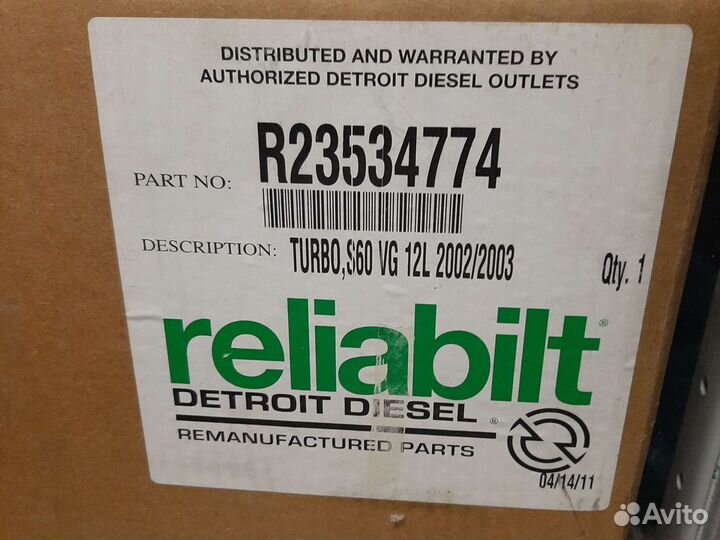 DISTRIBUTED AND WARRANTED BY
AUTHORIZED DETROIT DIESEL OUTLETS
PART NO: R23534774
DESCRIPTION: TURBO,S60 VG 12L 2002/2003 Qty. 1
reliabilt®
DETROIT DIESEL®
REMANUFACTURED PARTS
04/14/11
Avito